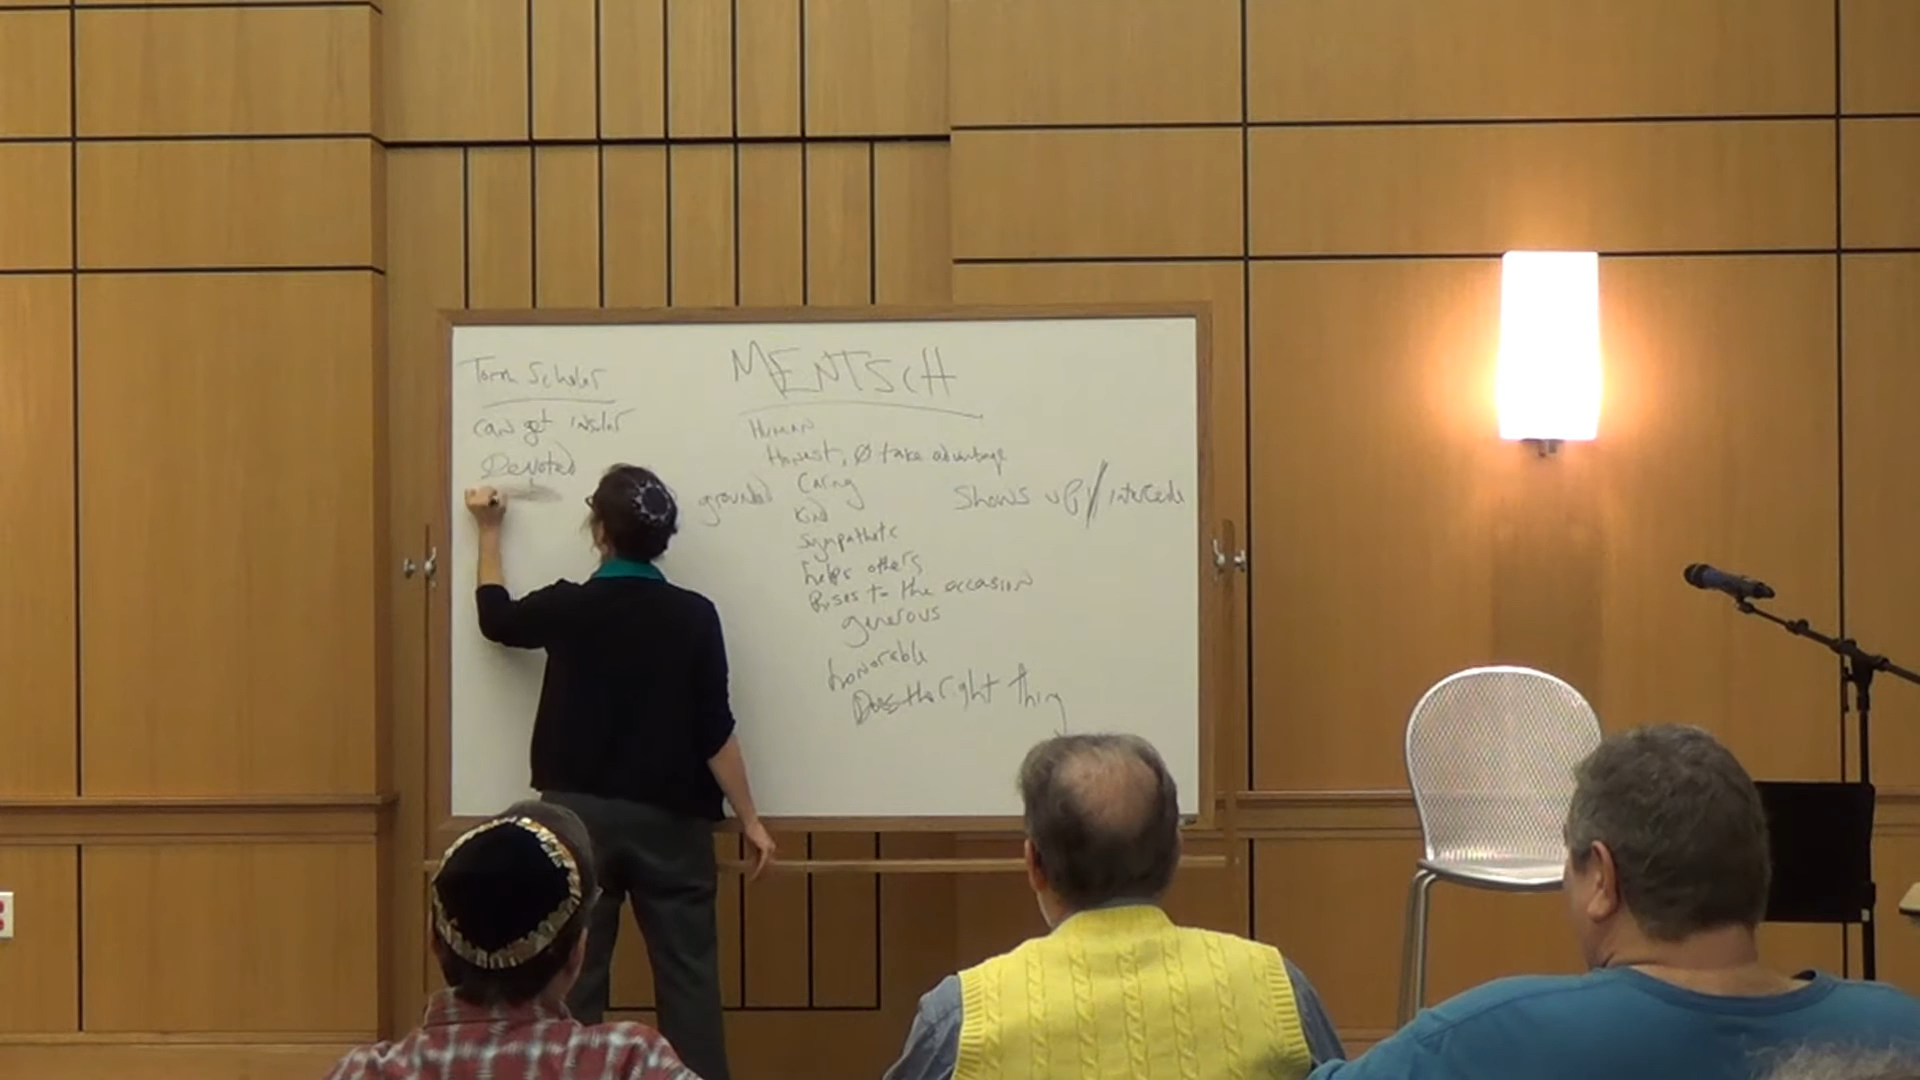 Torah Scholar
can get insular
Devoted
MENTSCH
HUMAN
Honest, Ø take advantage
Caring
grounded
Kind
Shows up // intercede
sympathetic
helps others
Rises to the occasion
generous
honorable
Does the right thing